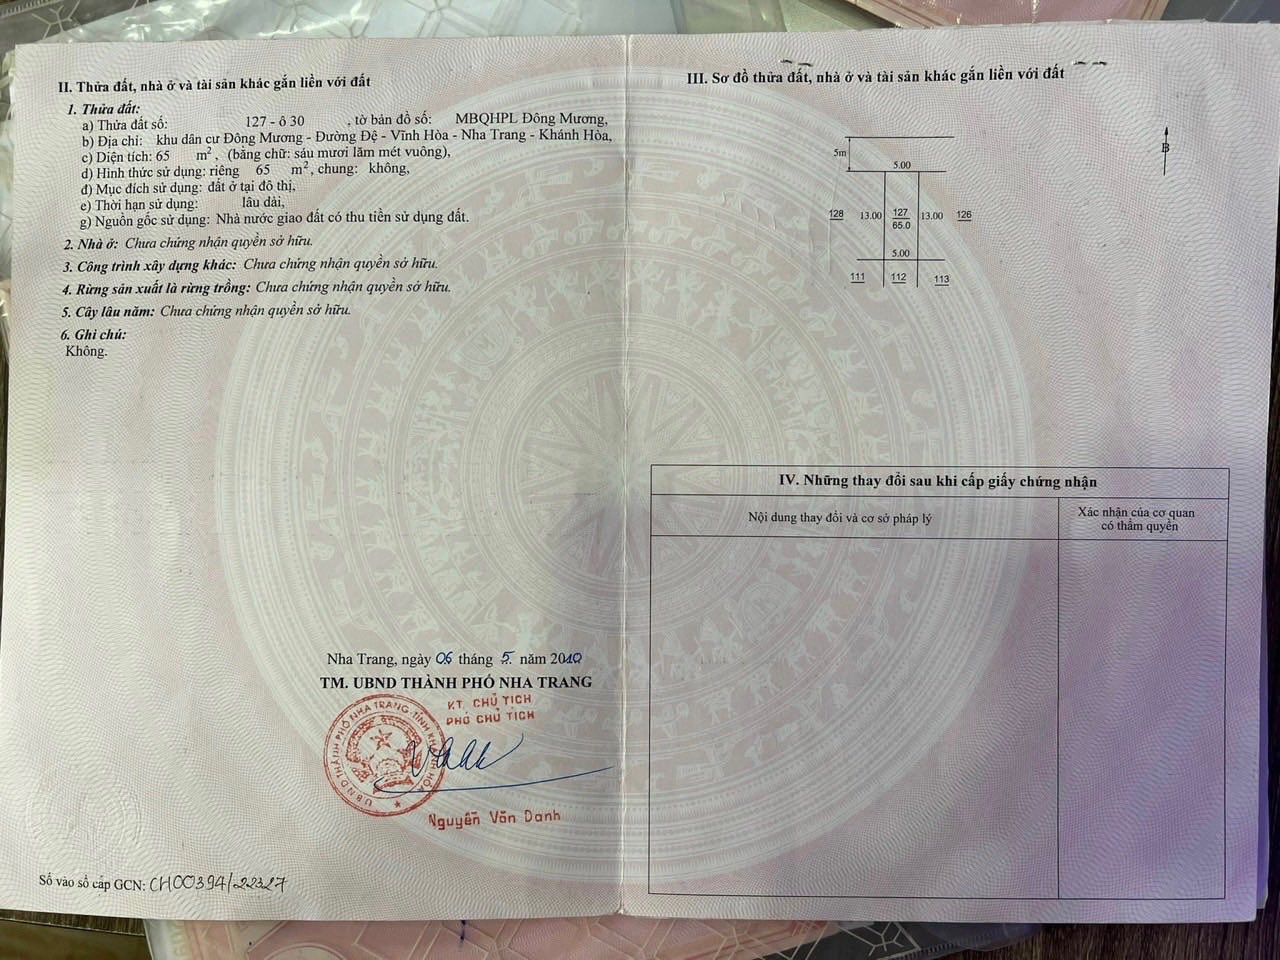 II. Thửa đất, nhà ở và tài sản khác gắn liền với đất
1. Thửa đất:
a) Thửa đất số: 127 - ô 30 , tờ bản đồ số: MBQHPL Đông Mương,
b) Địa chỉ: khu dân cư Đông Mương - Đường Đệ - Vĩnh Hòa - Nha Trang - Khánh Hòa,
c) Diện tích: 65 m², (bằng chữ: sáu mươi lăm mét vuông),
d) Hình thức sử dụng: riêng 65 m², chung: không,
đ) Mục đích sử dụng: đất ở tại đô thị,
e) Thời hạn sử dụng: lâu dài,
g) Nguồn gốc sử dụng: Nhà nước giao đất có thu tiền sử dụng đất.
2. Nhà ở: Chưa chứng nhận quyền sở hữu.
3. Công trình xây dựng khác: Chưa chứng nhận quyền sở hữu.
4. Rừng sản xuất là rừng trồng: Chưa chứng nhận quyền sở hữu.
5. Cây lâu năm: Chưa chứng nhận quyền sở hữu.
6. Ghi chú:
Không.
Nha Trang, ngày 06 tháng 5 năm 2010
TM. UBND THÀNH PHỐ NHA TRANG
KT. CHỦ TỊCH
PHÓ CHỦ TỊCH
UBND THÀNH PHỐ NHA TRANG-TỈNH KHÁNH HÒA
Nguyễn Văn Danh
Số vào sổ cấp GCN: CH00394/22327
III. Sơ đồ thửa đất, nhà ở và tài sản khác gắn liền với đất
B
5m
5.00
128 13.00 127 13.00 126
65.0
5.00
111 112 113
IV. Những thay đổi sau khi cấp giấy chứng nhận
Nội dung thay đổi và cơ sở pháp lý
Xác nhận của cơ quan
có thẩm quyền